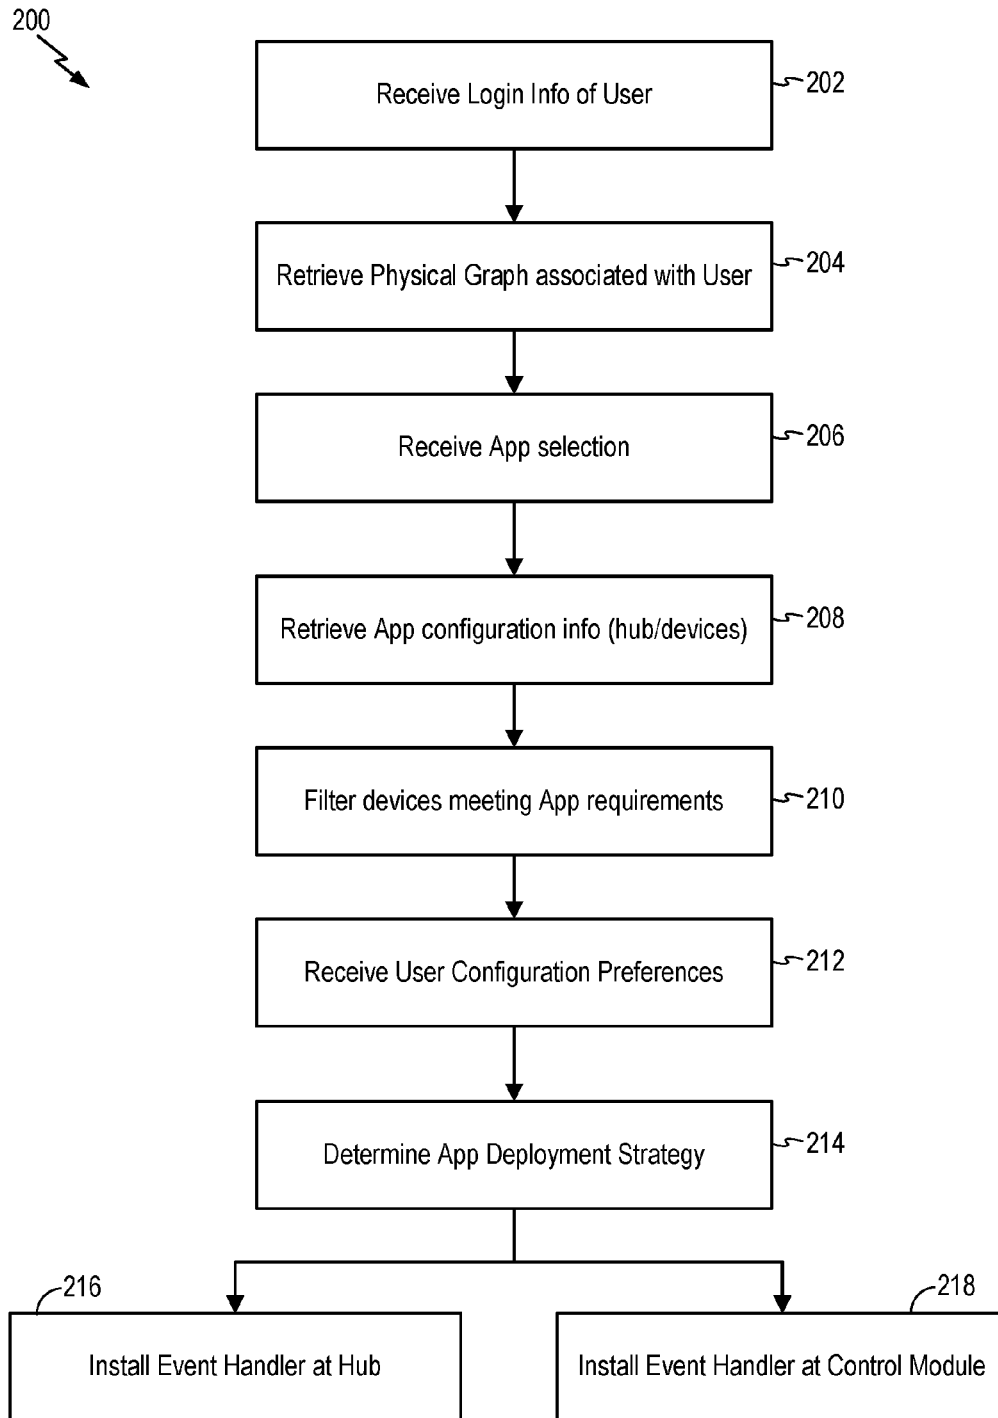 200
Receive Login Info of User
202
Retrieve Physical Graph associated with User
204
Receive App selection
206
Retrieve App configuration info (hub/devices)
208
Filter devices meeting App requirements
210
Receive User Configuration Preferences
212
Determine App Deployment Strategy
214
216
Install Event Handler at Hub
218
Install Event Handler at Control Module